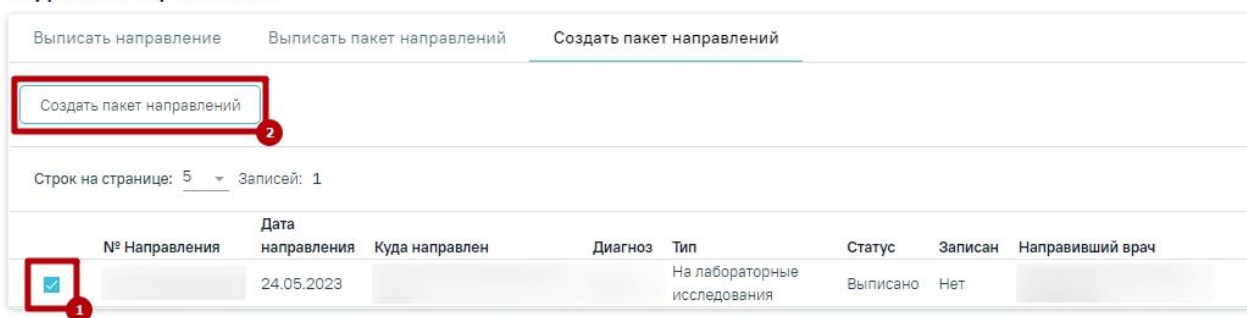 Выписать направление Выписать пакет направлений Создать пакет направлений
Создать пакет направлений
2
Строк на странице: 5 Записей: 1
Дата
№ Направления направления Куда направлен Диагноз Тип Статус Записан Направивший врач
На лабораторные
24.05.2023 Выписано Нет
исследования
1